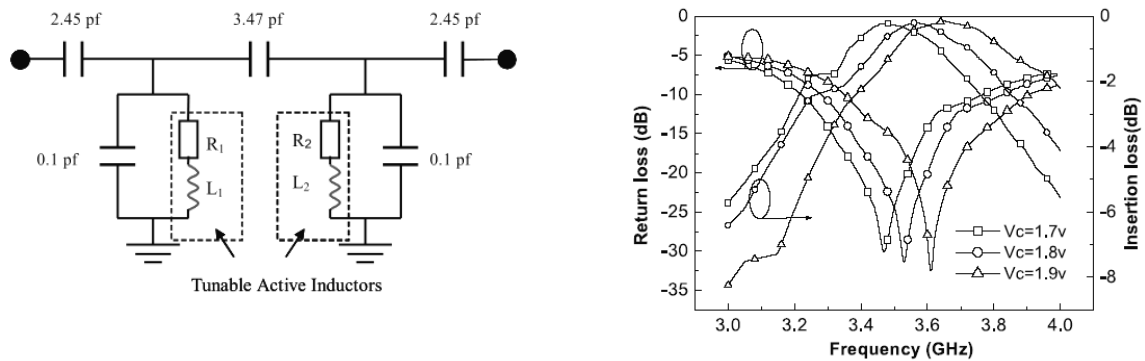 2.45 pf
3.47 pf
2.45 pf
0.1 pf
R1
L1
R2
L2
0.1 pf
Tunable Active Inductors
Return loss (dB)
0
-5
-10
-15
-20
-25
-30
-35
0
-2
-4
-6
-8
Insertion loss(dB)
Vc=1.7v
Vc=1.8v
Vc=1.9v
3.0 3.2 3.4 3.6 3.8 4.0
Frequency (GHz)